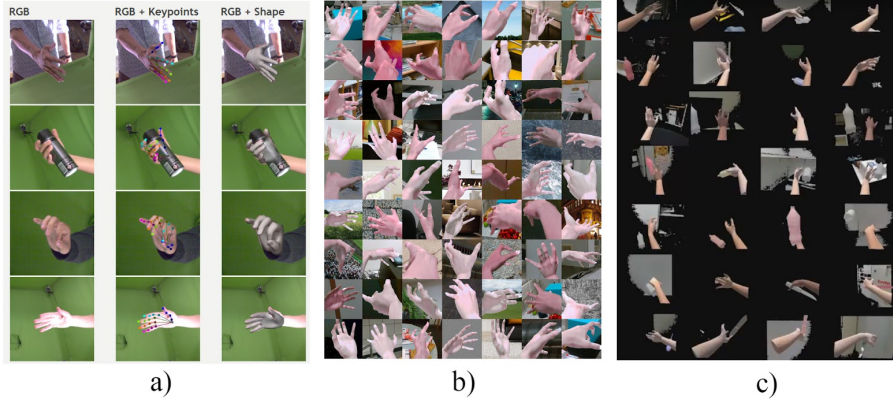 RGB
RGB + Keypoints
RGB + Shape
a)
b)
c)